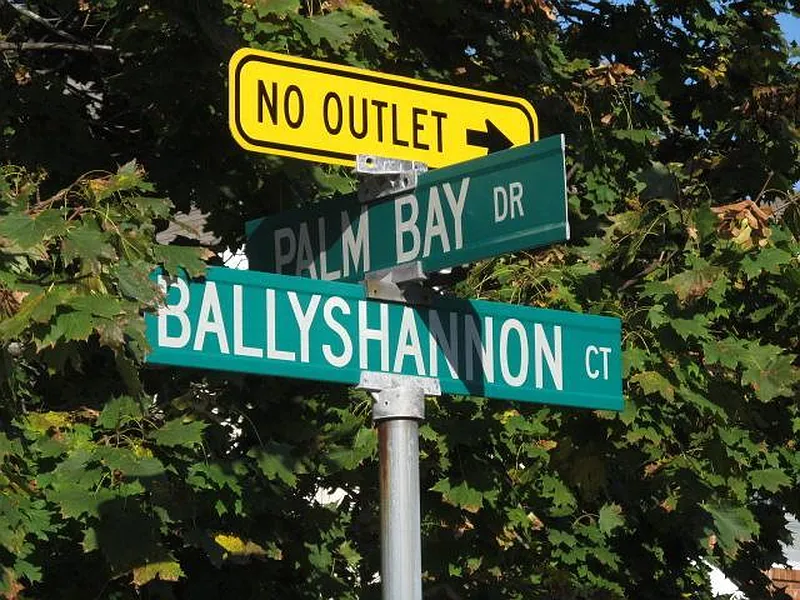 NO OUTLET
PALM BAY DR
BALLYSHANNON CT